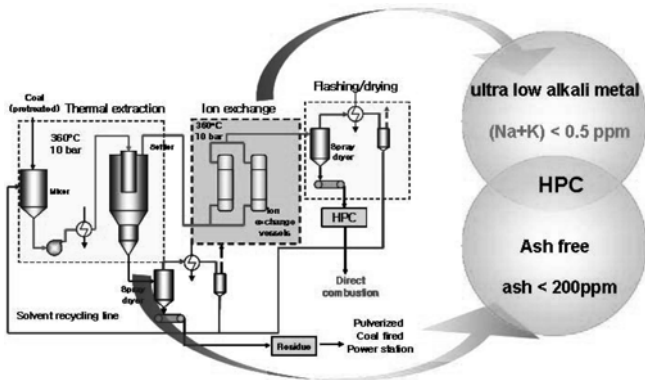 Coal
(pretreated)
Thermal extraction
360°C
10 bar
Mixer
Settler
Ion exchange
360°C
10 bar
Ion
exchange
vessels
Flashing/drying
Spray
dryer
HPC
Direct
combustion
Spray
dryer
Solvent recycling line
Residue
Pulverized
Coal fired
Power station
ultra low alkali metal
(Na+K) < 0.5 ppm
HPC
Ash free
ash < 200ppm